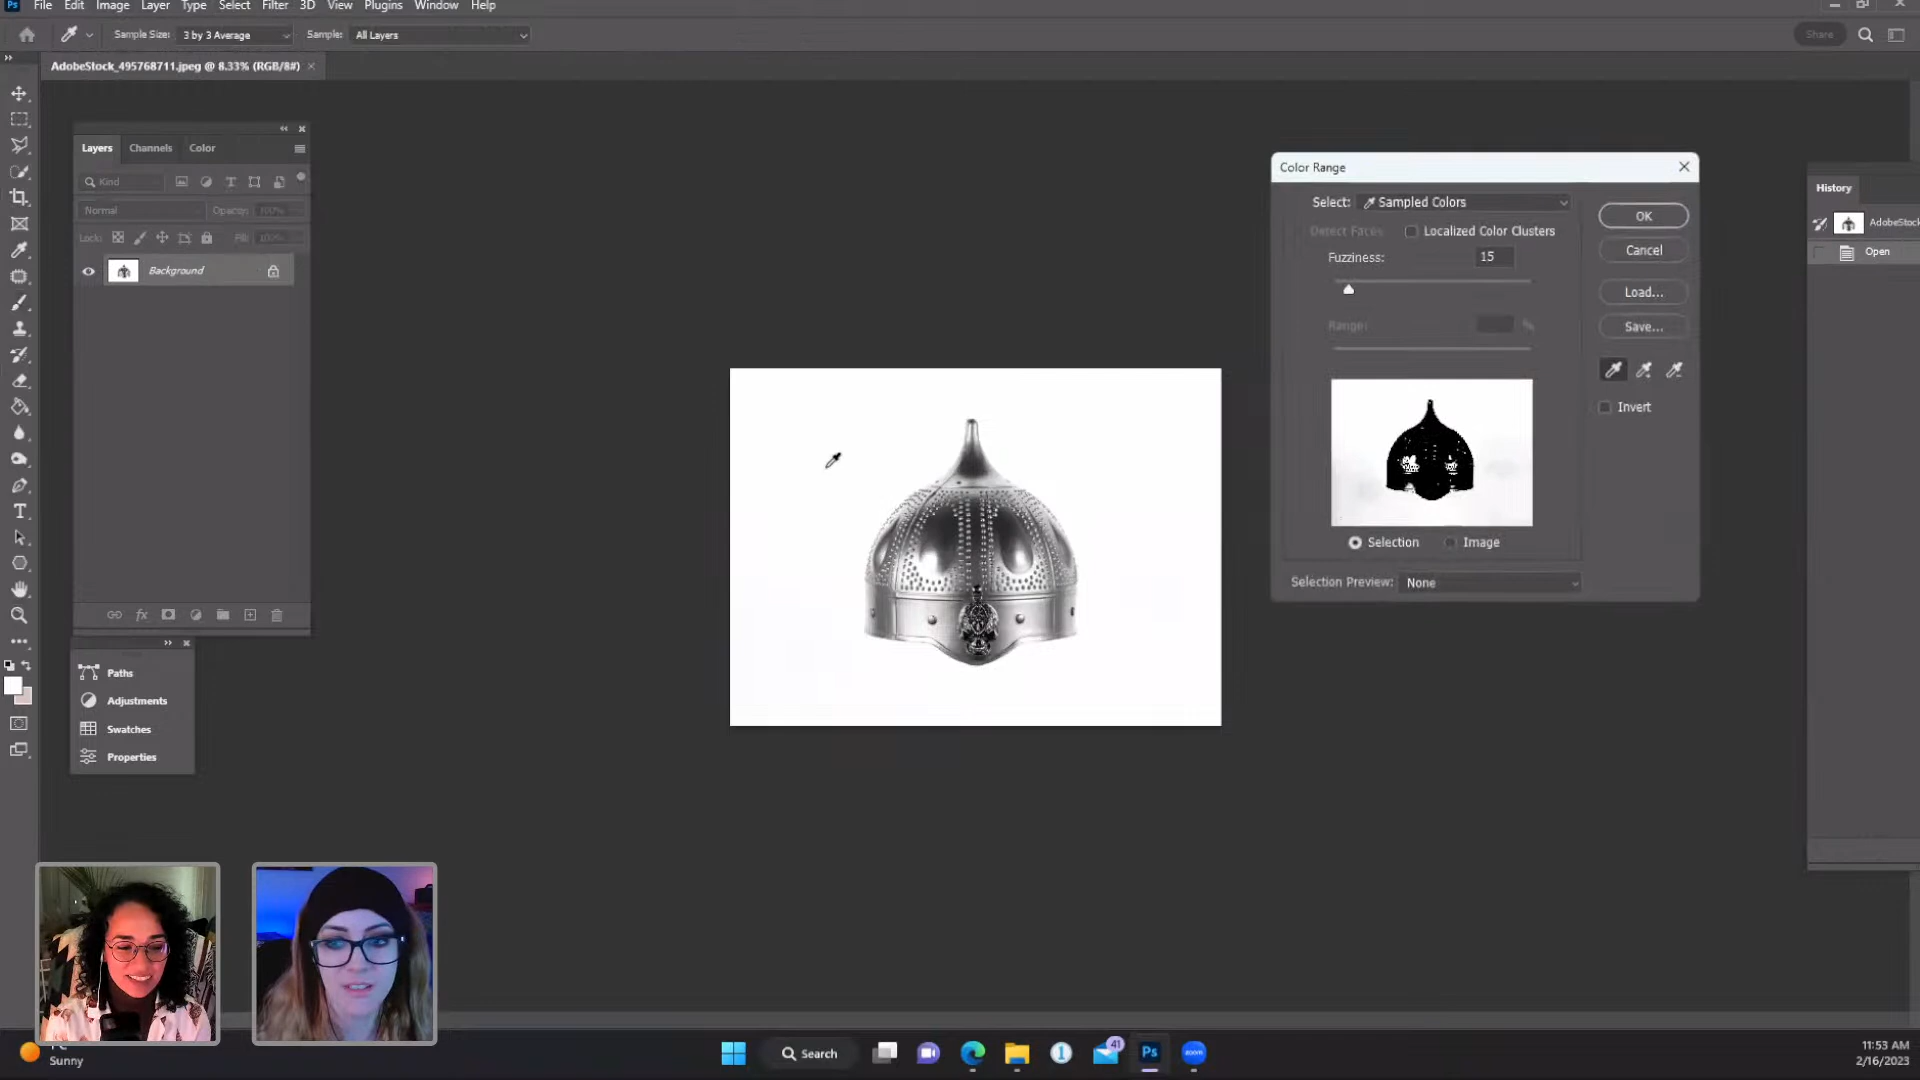 Ps File Edit Image Layer Type Select Filter 3D View Plugins Window Help
Sample Size: 3 by 3 Average Sample: All Layers Share
AdobeStock_495768711.jpeg @ 8.33% (RGB/8#)
Layers Channels Color
Kind
Normal Opacity: 100%
Lock: Fill: 100%
Background
Paths
Adjustments
Swatches
Properties
Color Range
Select: Sampled Colors
OK
Detect Faces Localized Color Clusters
Fuzziness: 15
Cancel
Load...
Range: %
Save...
Invert
Selection Image
Selection Preview: None
History
AdobeStock
Open
Sunny
Search
41
Ps
zoom
11:53 AM
2/16/2023